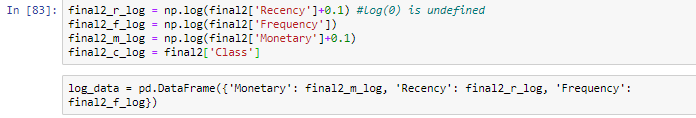 In [83]: final2_r_log = np.log(final2['Recency']+0.1) #log(0) is undefined
final2_f_log = np.log(final2['Frequency'])
final2_m_log = np.log(final2['Monetary']+0.1)
final2_c_log = final2['Class']
log_data = pd.DataFrame({'Monetary': final2_m_log, 'Recency': final2_r_log, 'Frequency':
final2_f_log})